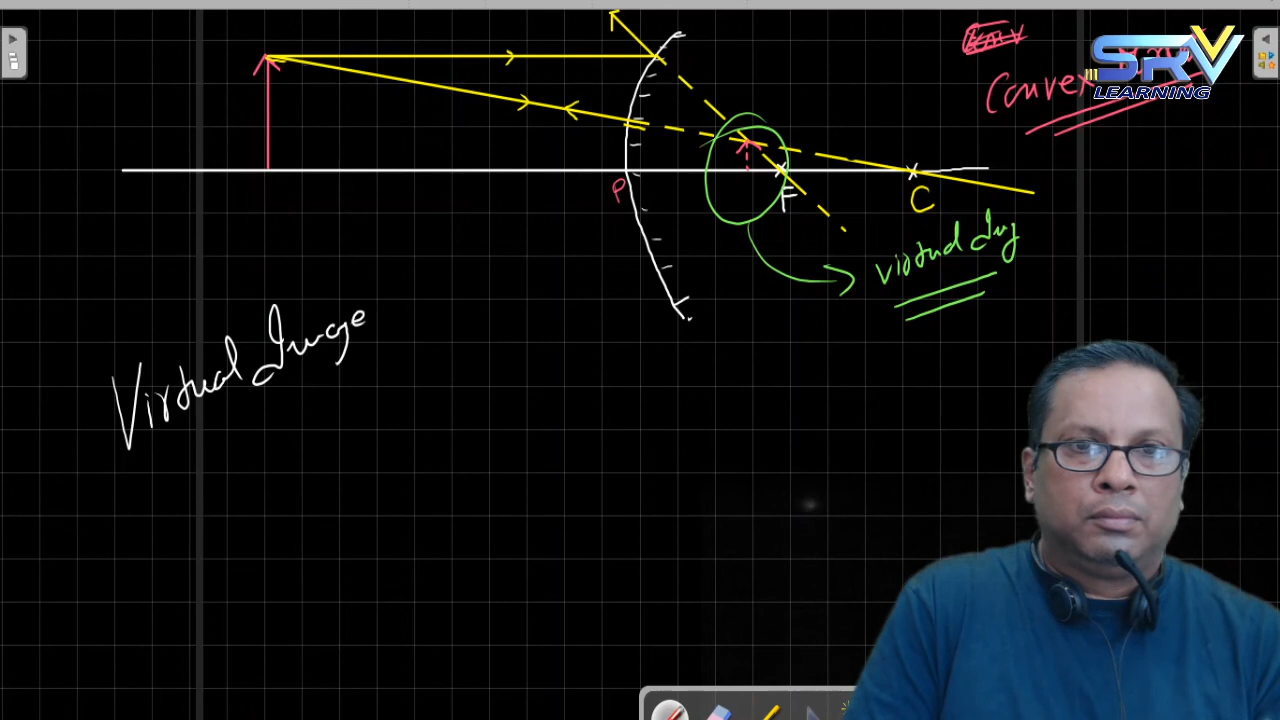 SRV
LEARNING
Convex
P
F
C
virtual Img
Virtual Image